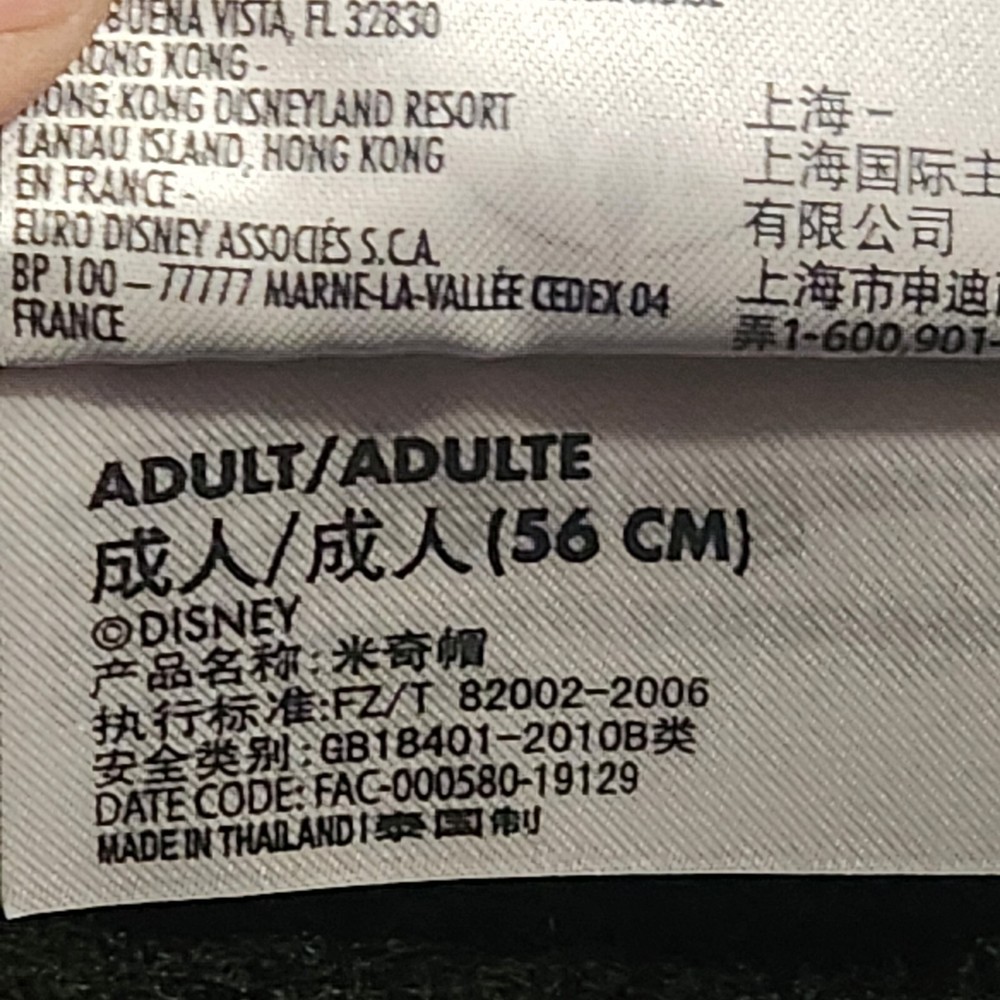 BUENA VISTA, FL 32830
HONG KONG -
HONG KONG DISNEYLAND RESORT
LANTAU ISLAND, HONG KONG
EN FRANCE -
EURO DISNEY ASSOCIÉS S.C.A.
BP 100 – 77777 MARNE-LA-VALLÉE CEDEX 04
FRANCE
上海 -
上海国际主
有限公司
上海市申迪
弄1-600,901-
ADULT/ADULTE
成人/成人(56 CM)
©DISNEY
产品名称:米奇帽
执行标准:FZ/T 82002-2006
安全类别:GB18401-2010B类
DATE CODE: FAC-000580-19129
MADE IN THAILAND | 泰国制